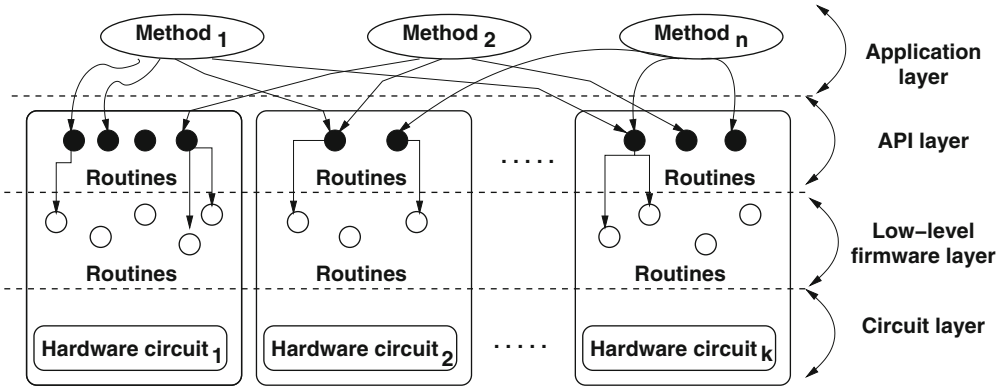 Method 1
Method 2
Method n
Application
layer
API layer
Routines
Routines
. . . . .
Routines
Low–level
firmware layer
Routines
Routines
Routines
Circuit layer
Hardware circuit 1
Hardware circuit 2
. . . . .
Hardware circuit k